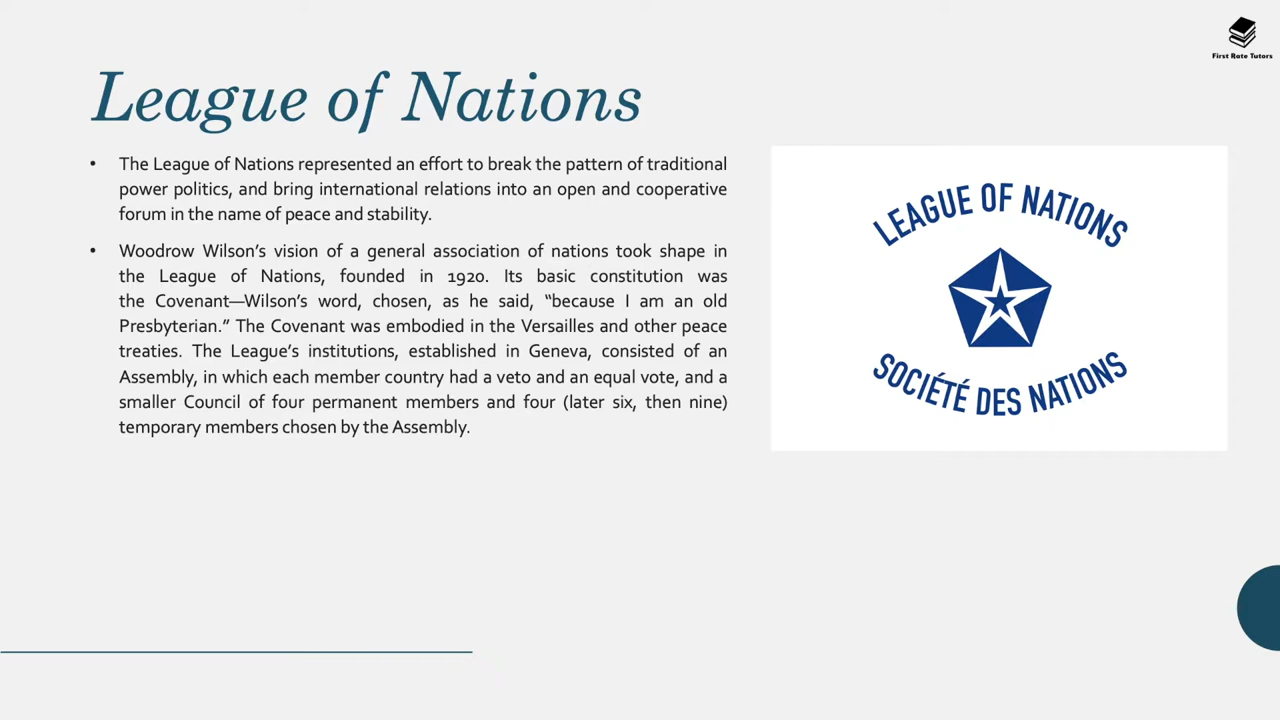 First Rate Tutors
League of Nations
• The League of Nations represented an effort to break the pattern of traditional
power politics, and bring international relations into an open and cooperative
forum in the name of peace and stability.
• Woodrow Wilson’s vision of a general association of nations took shape in
the League of Nations, founded in 1920. Its basic constitution was
the Covenant—Wilson’s word, chosen, as he said, “because I am an old
Presbyterian.” The Covenant was embodied in the Versailles and other peace
treaties. The League’s institutions, established in Geneva, consisted of an
Assembly, in which each member country had a veto and an equal vote, and a
smaller Council of four permment members and four (later six, then nine)
temporary members chosen by the Assembly.
LEAGUE OF NATIONS
SOCIÉTÉ DES NATIONS